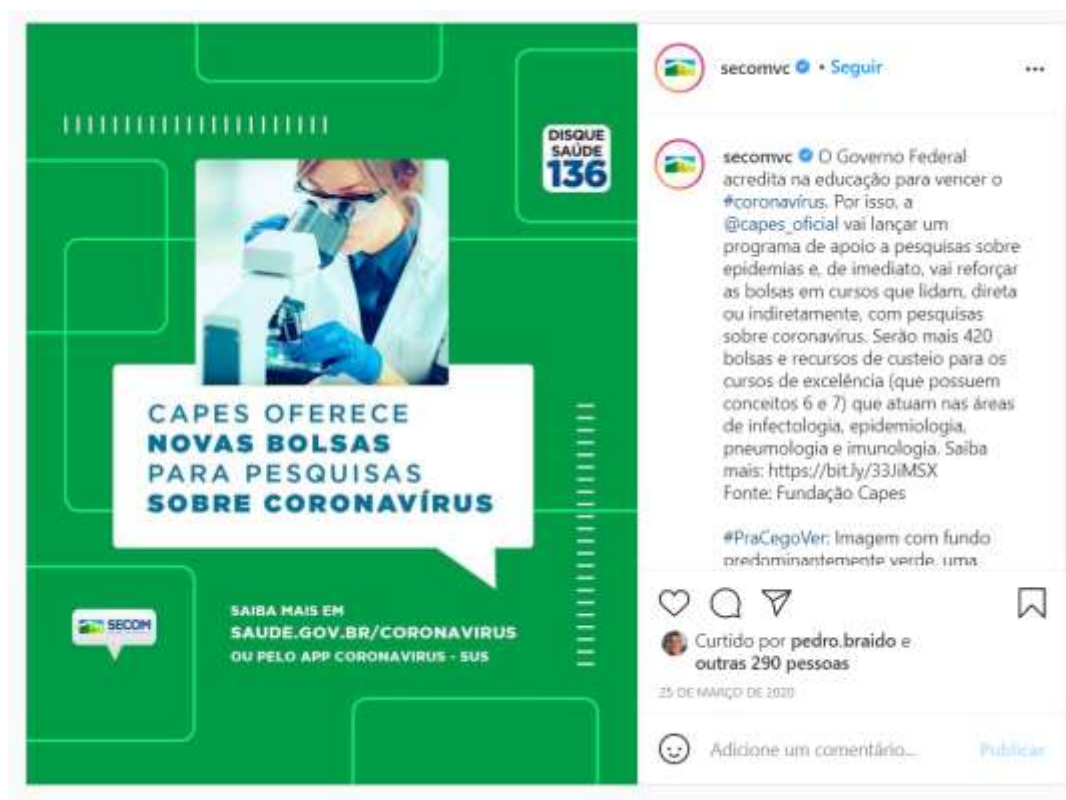 DISQUE
SAÚDE
136
CAPES OFERECE
NOVAS BOLSAS
PARA PESQUISAS
SOBRE CORONAVÍRUS
SECOM
SAIBA MAIS EM
SAUDE.GOV.BR/CORONAVIRUS
OU PELO APP CORONAVIRUS - SUS
secomvc • Seguir
secomvc O Governo Federal
acredita na educação para vencer o
#coronavírus. Por isso, a
@capes_oficial vai lançar um
programa de apoio a pesquisas sobre
epidemias e, de imediato, vai reforçar
as bolsas em cursos que lidam, direta
ou indiretamente, com pesquisas
sobre coronavírus. Serão mais 420
bolsas e recursos de custeio para os
cursos de excelência (que possuem
conceitos 6 e 7) que atuam nas áreas
de infectologia, epidemiologia,
pneumologia e imunologia. Saiba
mais: https://bit.ly/33JiMSX
Fonte: Fundação Capes
#PraCegoVer: Imagem com fundo
predominantemente verde, uma
Curtido por pedro.braido e
outras 290 pessoas
25 DE MARÇO DE 2020
Adicione um comentário... Publicar